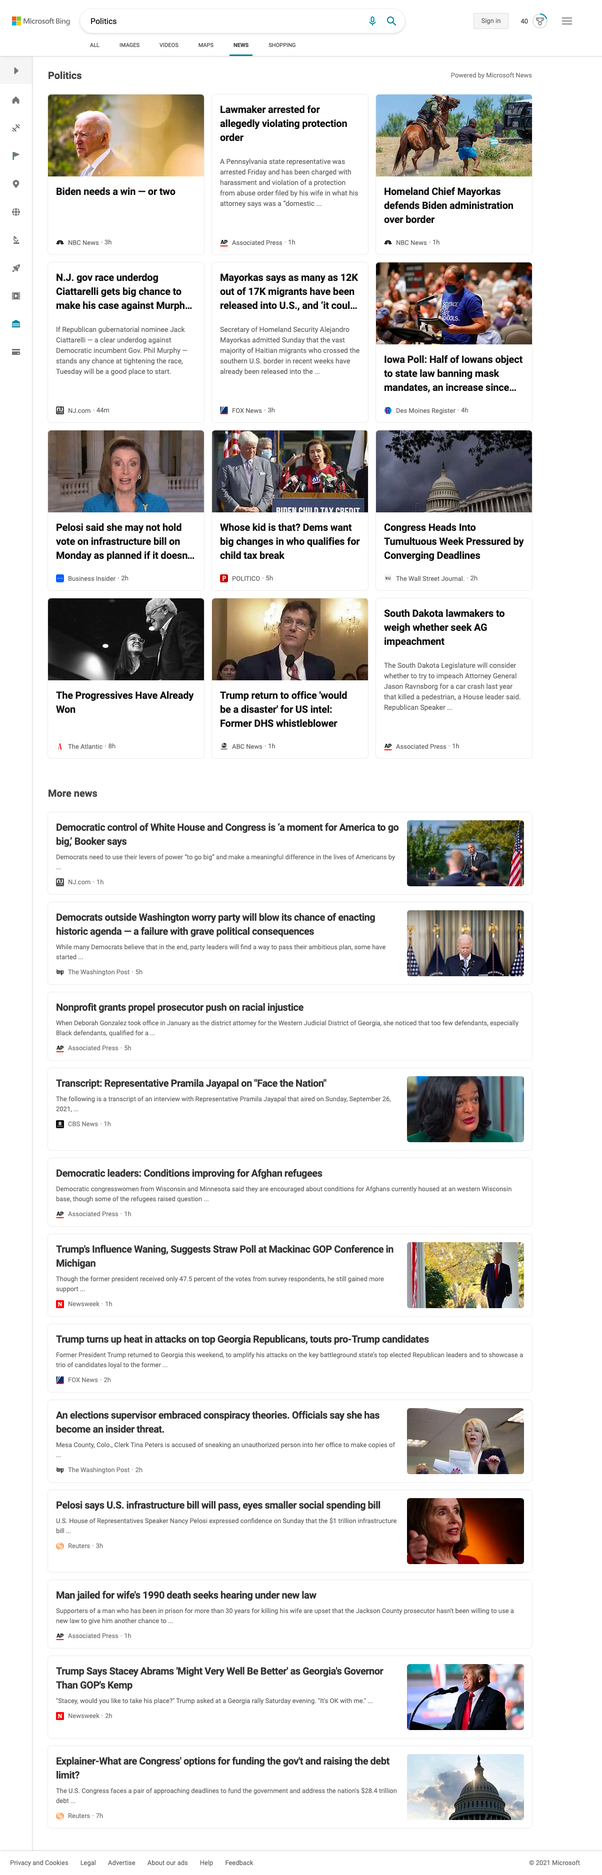 Microsoft Bing
Politics
Sign in
40
ALL
IMAGES
VIDEOS
MAPS
NEWS
SHOPPING
Politics
Powered by Microsoft News
Biden needs a win — or two
NBC News · 3h
Lawmaker arrested for
allegedly violating protection
order
A Pennsylvania state representative was
arrested Friday and has been charged with
harassment and violation of a protection
from abuse order filed by his wife in what his
attorney says was a "domestic ...
AP Associated Press · 1h
Homeland Chief Mayorkas
defends Biden administration
over border
NBC News · 1h
N.J. gov race underdog
Ciattarelli gets big chance to
make his case against Murph...
If Republican gubernatorial nominee Jack
Ciattarelli — a clear underdog against
Democratic incumbent Gov. Phil Murphy —
stands any chance at tightening the race,
Tuesday will be a good place to start.
NJ.com · 44m
Mayorkas says as many as 12K
out of 17K migrants have been
released into U.S., and 'it coul...
Secretary of Homeland Security Alejandro
Mayorkas admitted Sunday that the vast
majority of Haitian migrants who crossed the
southern U.S. border in recent weeks have
already been released into the ...
FOX News · 3h
Iowa Poll: Half of Iowans object
to state law banning mask
mandates, an increase since...
Des Moines Register · 4h
Pelosi said she may not hold
vote on infrastructure bill on
Monday as planned if it doesn...
Business Insider · 2h
BIDEN CHILD TAX CREDIT
Whose kid is that? Dems want
big changes in who qualifies for
child tax break
P POLITICO · 5h
Congress Heads Into
Tumultuous Week Pressured by
Converging Deadlines
The Wall Street Journal. · 2h
The Progressives Have Already
Won
A The Atlantic · 8h
Trump return to office 'would
be a disaster' for US intel:
Former DHS whistleblower
ABC News · 1h
South Dakota lawmakers to
weigh whether seek AG
impeachment
The South Dakota Legislature will consider
whether to try to impeach Attorney General
Jason Ravnsborg for a car crash last year
that killed a pedestrian, a House leader said.
Republican Speaker ...
AP Associated Press · 1h
More news
Democratic control of White House and Congress is 'a moment for America to go
big,' Booker says
Democrats need to use their levers of power "to go big" and make a meaningful difference in the lives of Americans by
...
NJ.com · 1h
Democrats outside Washington worry party will blow its chance of enacting
historic agenda — a failure with grave political consequences
While many Democrats believe that in the end, party leaders will find a way to pass their ambitious plan, some have
started ...
wp The Washington Post · 5h
Nonprofit grants propel prosecutor push on racial injustice
When Deborah Gonzalez took office in January as the district attorney for the Western Judicial District of Georgia, she noticed that too few defendants, especially
Black defendants, qualified for a ...
AP Associated Press · 5h
Transcript: Representative Pramila Jayapal on "Face the Nation"
The following is a transcript of an interview with Representative Pramila Jayapal that aired on Sunday, September 26,
2021, ...
CBS News · 1h
Democratic leaders: Conditions improving for Afghan refugees
Democratic congresswomen from Wisconsin and Minnesota said they are encouraged about conditions for Afghans currently housed at an western Wisconsin
base, though some of the refugees raised question ...
AP Associated Press · 1h
Trump's Influence Waning, Suggests Straw Poll at Mackinac GOP Conference in
Michigan
Though the former president received only 47.5 percent of the votes from survey respondents, he still gained more
support ...
N Newsweek · 1h
Trump turns up heat in attacks on top Georgia Republicans, touts pro-Trump candidates
Former President Trump returned to Georgia this weekend, to amplify his attacks on the key battleground state's top elected Republican leaders and to showcase a
trio of candidates loyal to the former ...
FOX News · 2h
An elections supervisor embraced conspiracy theories. Officials say she has
become an insider threat.
Mesa County, Colo., Clerk Tina Peters is accused of sneaking an unauthorized person into her office to make copies of
...
wp The Washington Post · 2h
Pelosi says U.S. infrastructure bill will pass, eyes smaller social spending bill
U.S. House of Representatives Speaker Nancy Pelosi expressed confidence on Sunday that the $1 trillion infrastructure
bill ...
Reuters · 3h
Man jailed for wife's 1990 death seeks hearing under new law
Supporters of a man who has been in prison for more than 30 years for killing his wife are upset that the Jackson County prosecutor hasn't been willing to use a
new law to give him another chance to ...
AP Associated Press · 1h
Trump Says Stacey Abrams 'Might Very Well Be Better' as Georgia's Governor
Than GOP's Kemp
"Stacey, would you like to take his place?" Trump asked at a Georgia rally Saturday evening. "It's OK with me." ...
N Newsweek · 2h
Explainer-What are Congress' options for funding the gov't and raising the debt
limit?
The U.S. Congress faces a pair of approaching deadlines to fund the government and address the nation's $28.4 trillion
debt ...
Reuters · 7h
Privacy and Cookies
Legal
Advertise
About our ads
Help
Feedback
© 2021 Microsoft